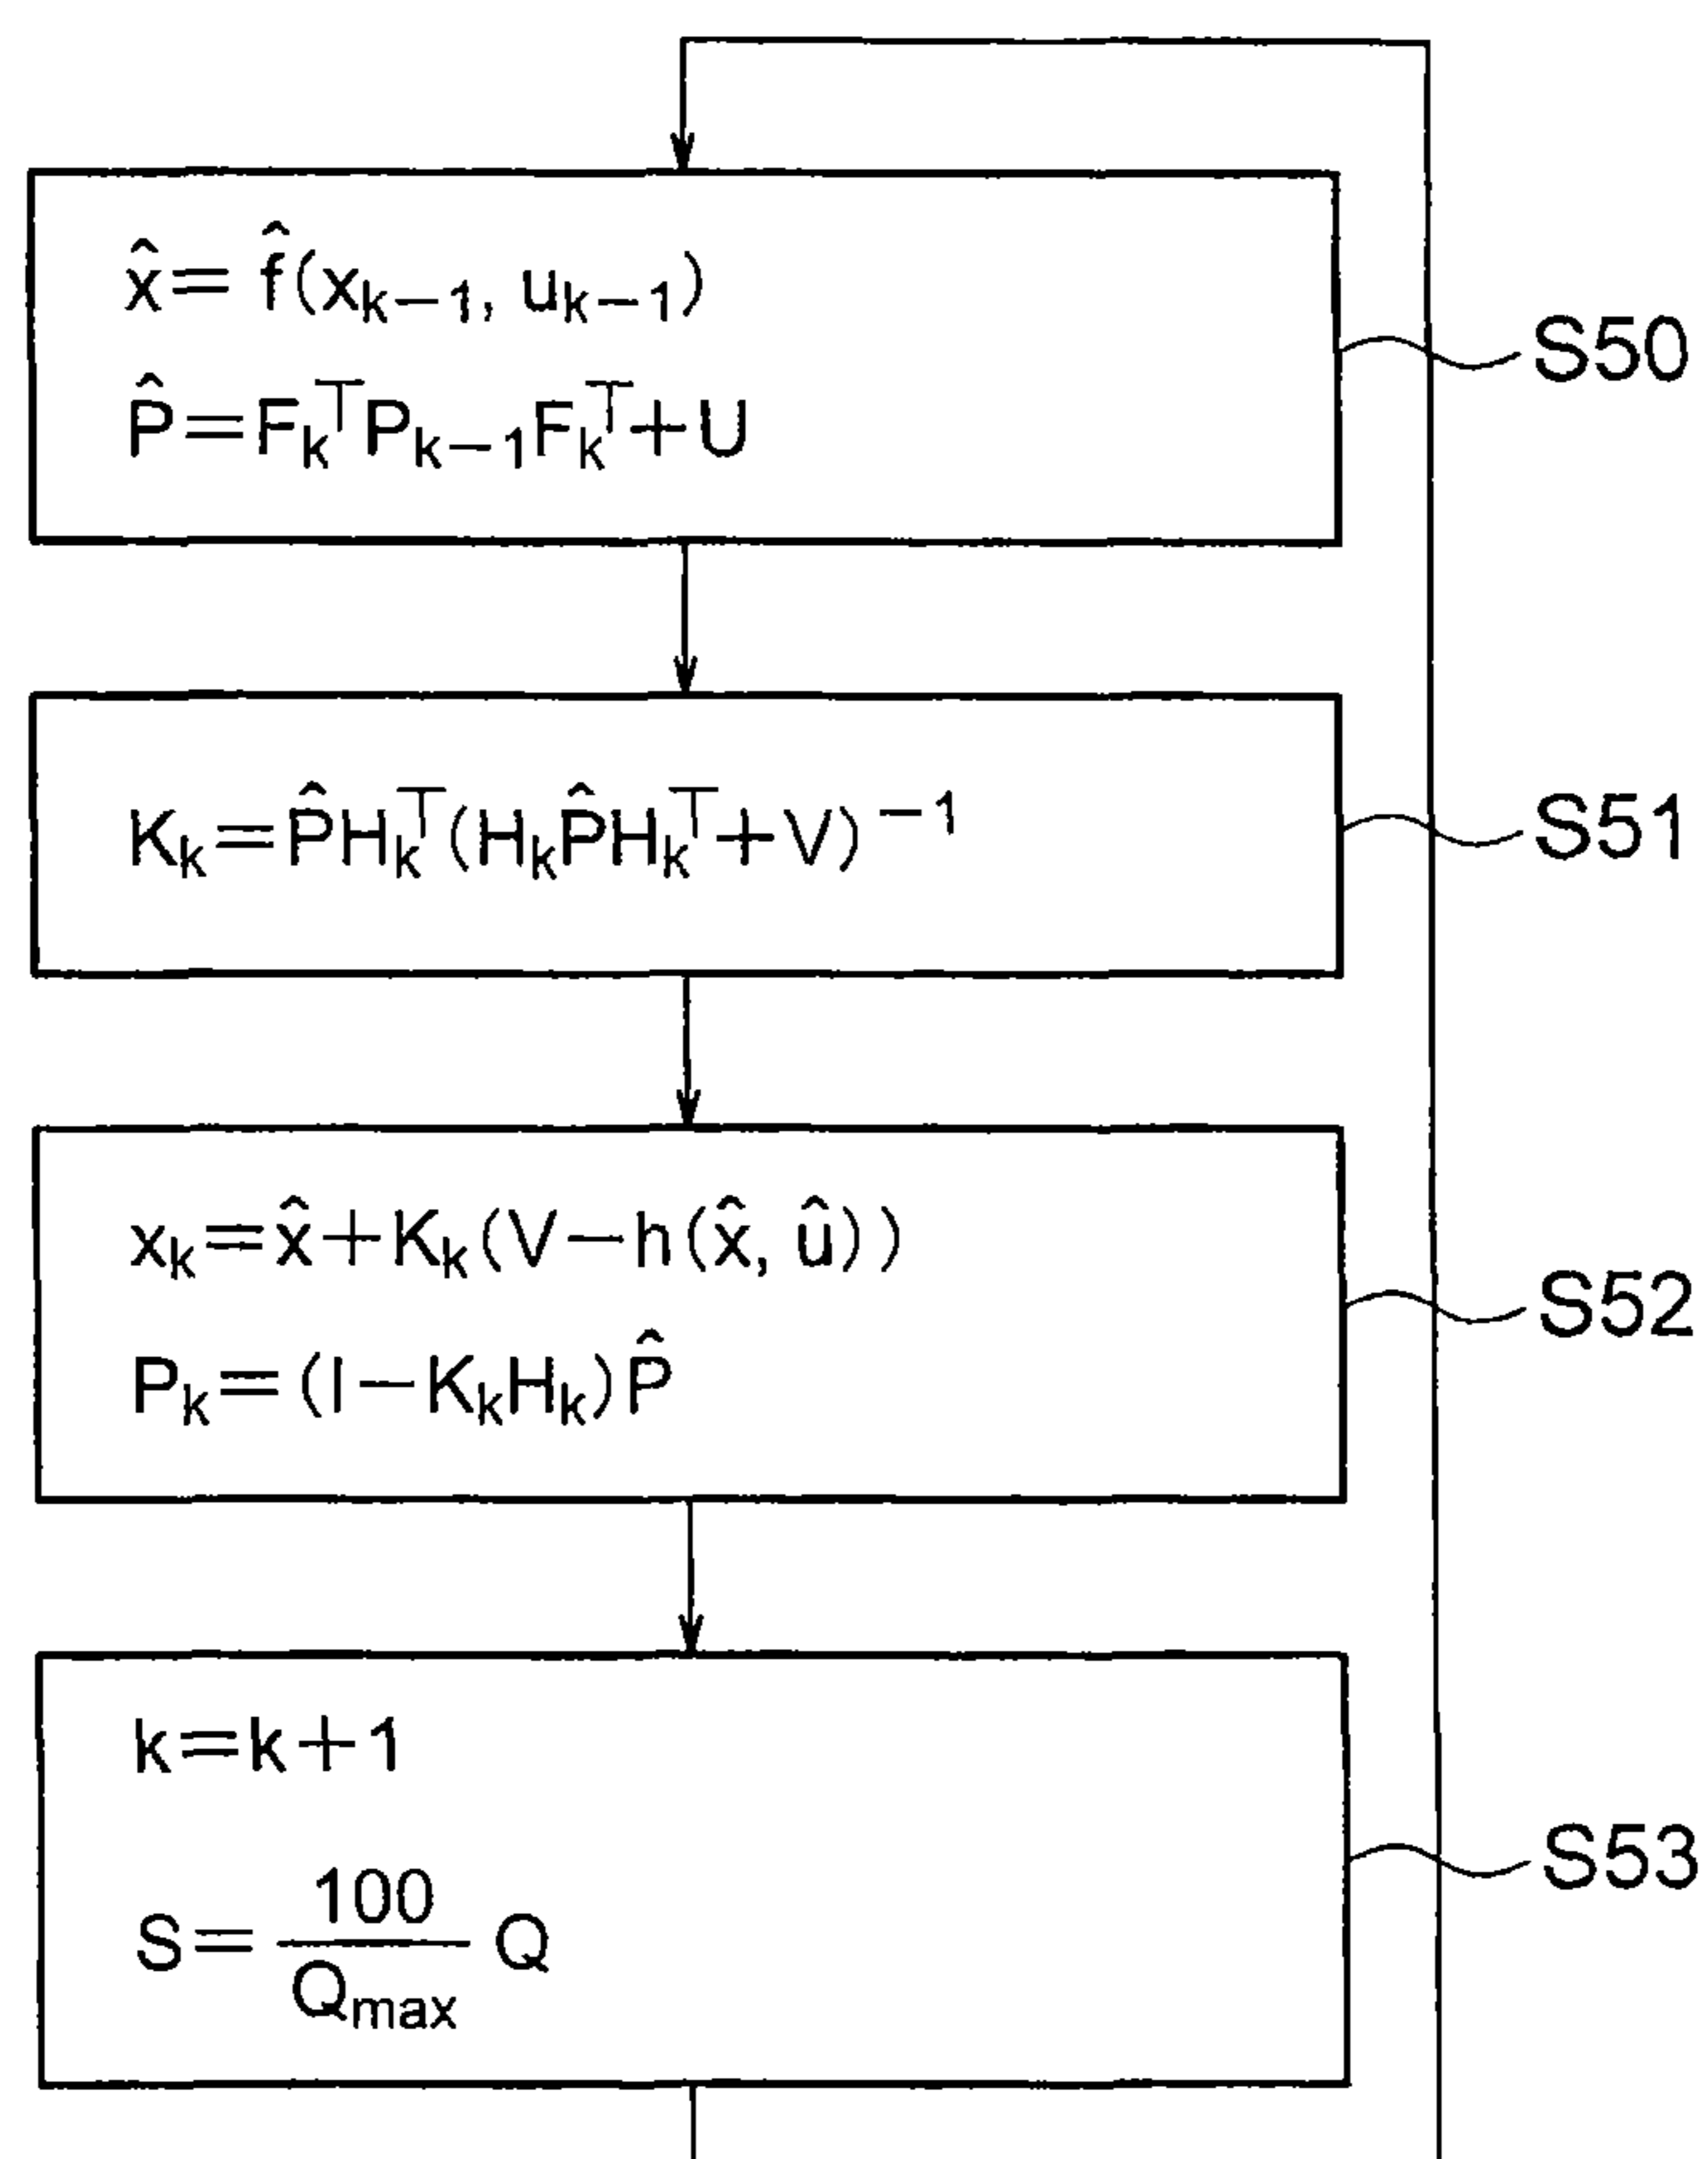 x̂=f̂(xₖ₋₁, uₖ₋₁)
P̂=FₖᵀPₖ₋₁Fₖᵀ+U
S50
Kₖ=P̂Hₖᵀ(HₖP̂Hₖᵀ+V)⁻¹
S51
xₖ=x̂+Kₖ(V−h(x̂, û))
Pₖ=(I−KₖHₖ)P̂
S52
k=k+1
S53
S=100/Qmax Q